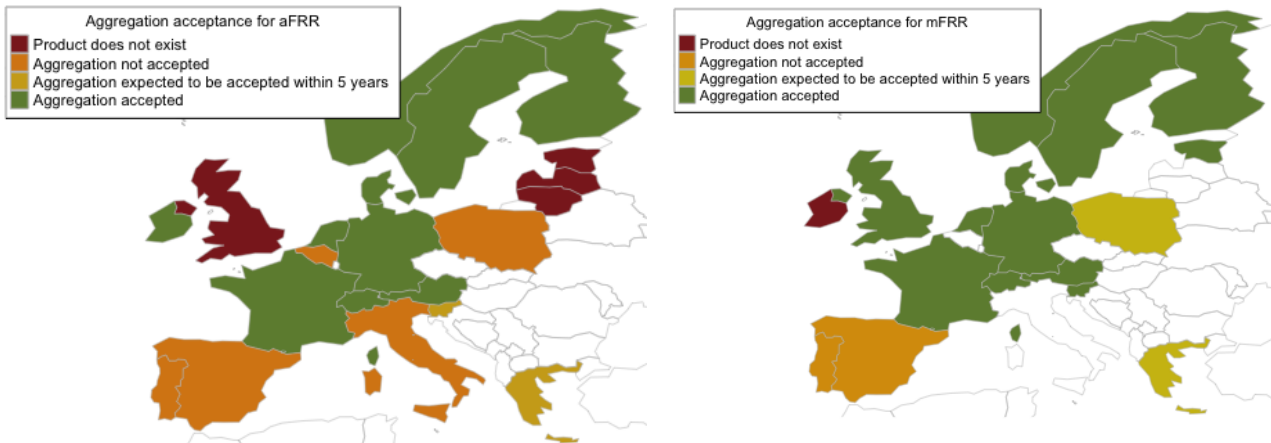 Aggregation acceptance for aFRR
Product does not exist
Aggregation not accepted
Aggregation expected to be accepted within 5 years
Aggregation accepted
Aggregation acceptance for mFRR
Product does not exist
Aggregation not accepted
Aggregation expected to be accepted within 5 years
Aggregation accepted